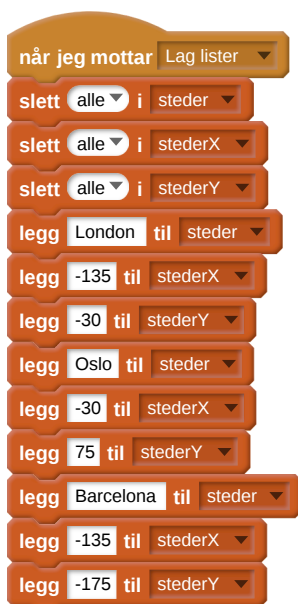 når jeg mottar Lag lister
slett alle i steder
slett alle i stederX
slett alle i stederY
legg London til steder
legg -135 til stederX
legg -30 til stederY
legg Oslo til steder
legg -30 til stederX
legg 75 til stederY
legg Barcelona til steder
legg -135 til stederX
legg -175 til stederY